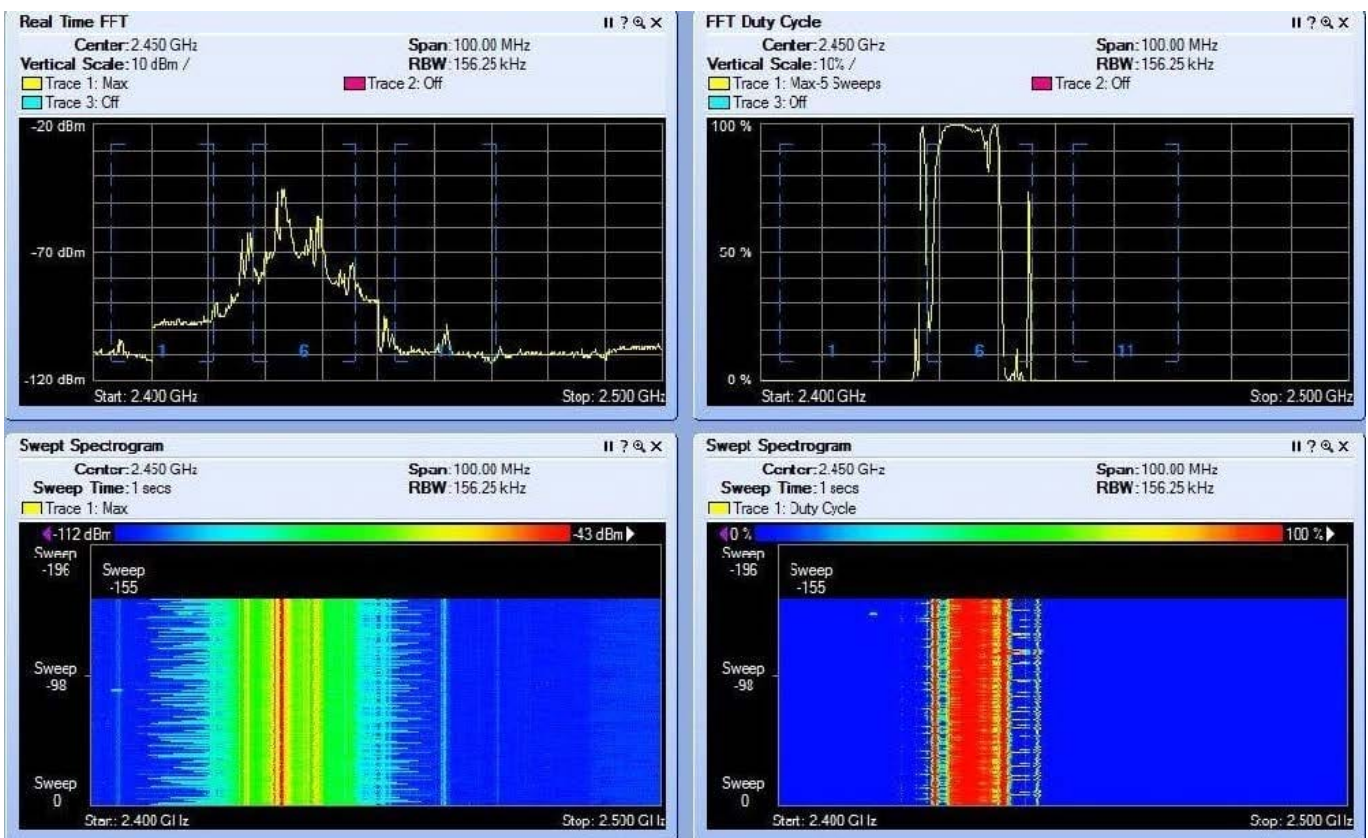 Real Time FFT
Center: 2.450 GHz Span: 100.00 MHz
Vertical Scale: 10 dBm / RBW: 156.25 kHz
Trace 1: Max Trace 2: Off
Trace 3: Off
-20 dBm
-70 dBm
1 6
-120 dBm
Start: 2.400 GHz Stop: 2.500 GHz
FFT Duty Cycle
Center: 2.450 GHz Span: 100.00 MHz
Vertical Scale: 10% / RBW: 156.25 kHz
Trace 1: Max-5 Sweeps Trace 2: Off
Trace 3: Off
100 %
50 %
1 6 11
0 %
Start: 2.400 GHz Stop: 2.500 GHz
Swept Spectrogram
Center: 2.450 GHz Span: 100.00 MHz
Sweep Time: 1 secs RBW: 156.25 kHz
Trace 1: Max
-112 dBm -43 dBm
Sweep
-196
Sweep
-155
Sweep
-98
Sweep
0
Start: 2.400 GHz Stop: 2.500 GHz
Swept Spectrogram
Center: 2.450 GHz Span: 100.00 MHz
Sweep Time: 1 secs RBW: 156.25 kHz
Trace 1: Duty Cycle
0 % 100 %
Sweep
-196
Sweep
-155
Sweep
-98
Sweep
0
Start: 2.400 GHz Stop: 2.500 GHz